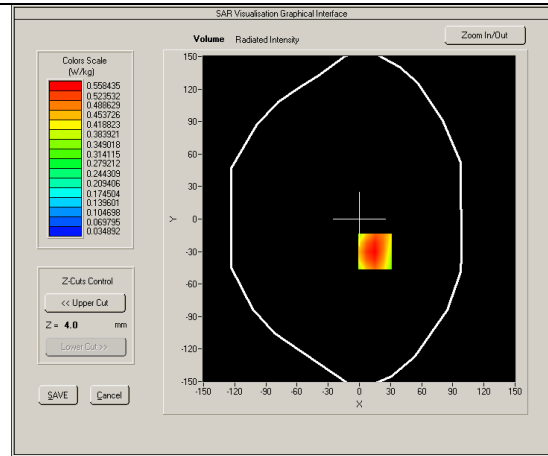 SAR Visualisation Graphical Interface
Volume Radiated Intensity
Zoom In/Out
Colors Scale
(W/kg)
0.558435
0.523532
0.488629
0.453726
0.418823
0.383921
0.349018
0.314115
0.279212
0.244309
0.209406
0.174504
0.139601
0.104698
0.069795
0.034892
Z-Cuts Control
<< Upper Cut
Z = 4.0 mm
Lower Cut >>
SAVE Cancel
150
120
90
60
30
0
-30
-60
-90
-120
-150
Y
-150 -120 -90 -60 -30 0 30 60 90 120 150
X